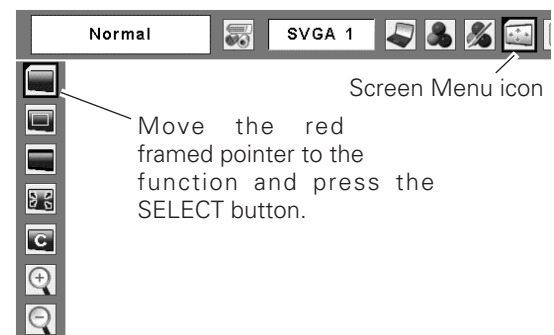 Normal
SVGA 1
Screen Menu icon
Move the red
framed pointer to the
function and press the
SELECT button.
C